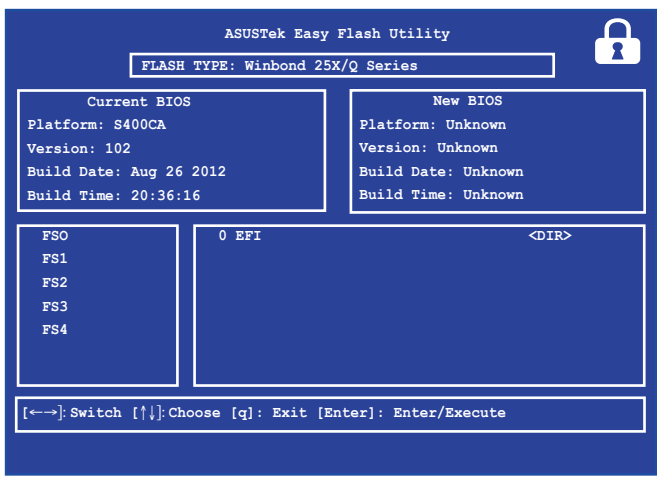 ASUSTek Easy Flash Utility
FLASH TYPE: Winbond 25X/Q Series
Current BIOS
Platform: S400CA
Version: 102
Build Date: Aug 26 2012
Build Time: 20:36:16
New BIOS
Platform: Unknown
Version: Unknown
Build Date: Unknown
Build Time: Unknown
FSO
FS1
FS2
FS3
FS4
0 EFI <DIR>
[←→]: Switch [↑↓]: Choose [q]: Exit [Enter]: Enter/Execute